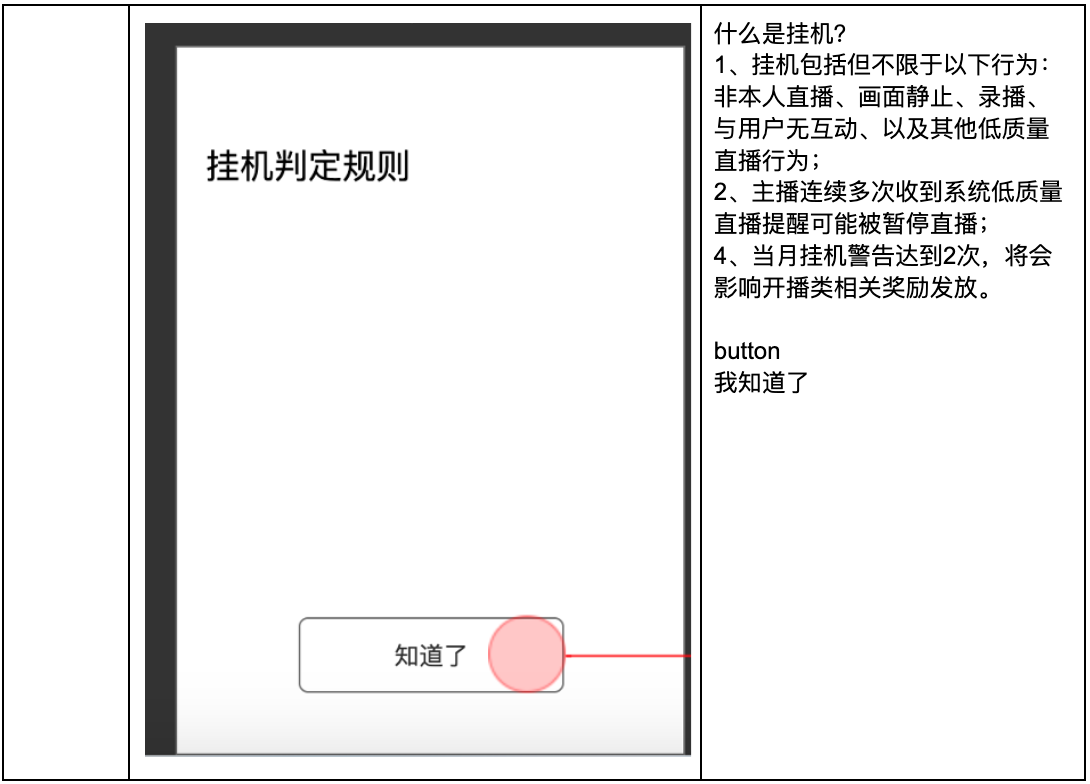 挂机判定规则
知道了
什么是挂机？
1、挂机包括但不限于以下行为：
非本人直播、画面静止、录播、
与用户无互动、以及其他低质量
直播行为；
2、主播连续多次收到系统低质量
直播提醒可能被暂停直播；
4、当月挂机警告达到2次，将会
影响开播类相关奖励发放。
button
我知道了